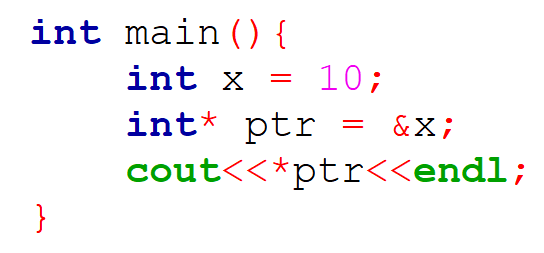 int main(){
int x = 10;
int* ptr = &x;
cout<<*ptr<<endl;
}